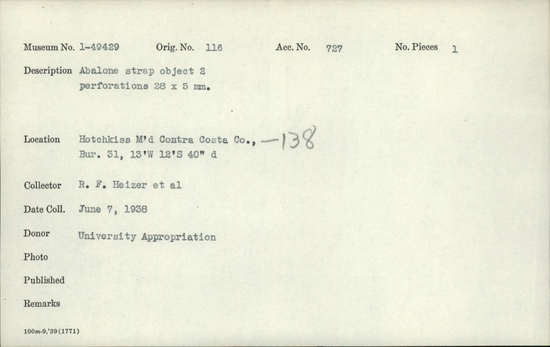 Museum No. 1-49429 Orig. No. 116 Acc. No. 727 No. Pieces 1
Description Abalone strap object 2
perforations 28 x 5 mm.
Location Hotchkiss M'd Contra Costa Co., —138
Bur. 31, 13'W 12'S 40" d
Collector R. F. Heizer et al
Date Coll. June 7, 1938
Donor University Appropriation
Photo
Published
Remarks
100m-9,'39(1771)